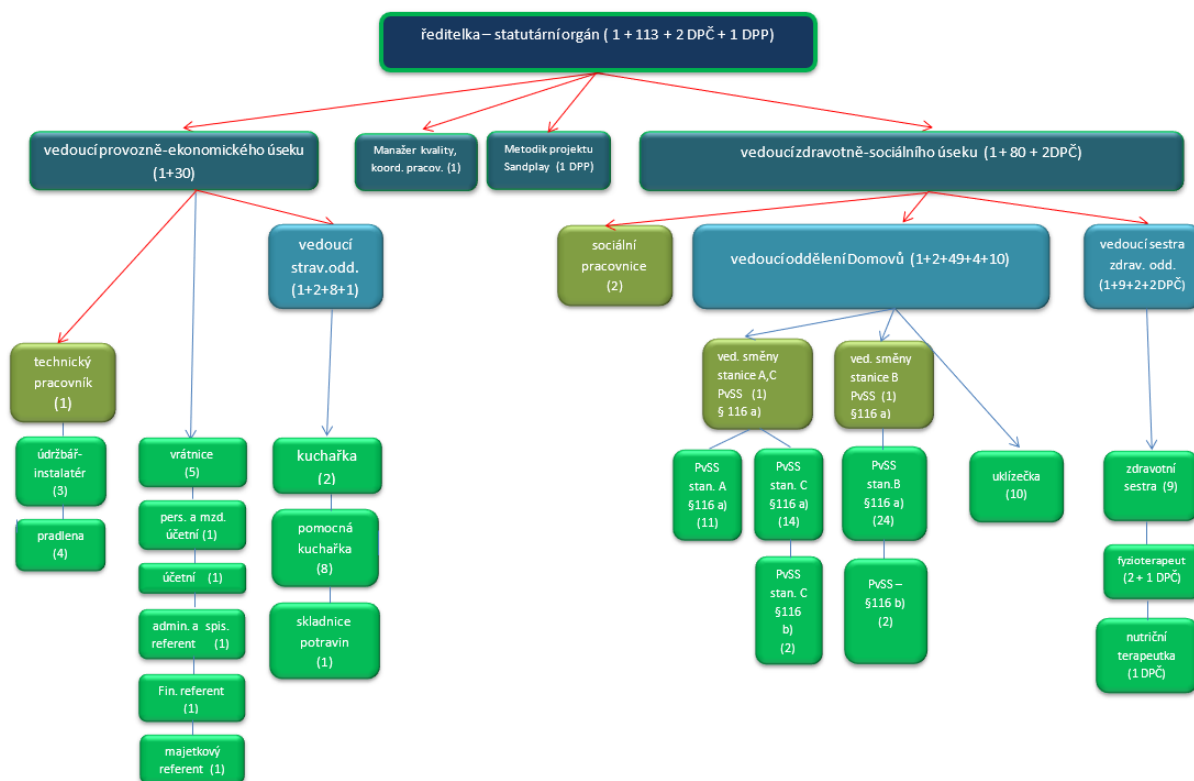 ředitelka – statutární orgán ( 1 + 113 + 2 DPČ + 1 DPP)
vedoucí provozně-ekonomického úseku
(1+30)
Manažer kvality,
koord. pracov. (1)
Metodik projektu
Sandplay (1 DPP)
vedoucí zdravotně-sociálního úseku (1+ 80 + 2DPČ)
vedoucí
strav.odd.
(1+2+8+1)
sociální
pracovnice
(2)
vedoucí oddělení Domovů (1+2+49+4+10)
vedoucí sestra
zdrav. odd.
(1+9+2+2DPČ)
technický
pracovník
(1)
ved. směny
stanice A,C
PvSS (1)
§ 116 a)
ved. směny
stanice B
PvSS (1)
§116 a)
údržbář-
instalatér
(3)
pradlena
(4)
vrátnice
(5)
pers. a mzd.
účetní (1)
účetní (1)
admin. a spis.
referent (1)
Fin. referent
(1)
majetkový
referent (1)
kuchařka
(2)
pomocná
kuchařka
(8)
skladnice
potravin
(1)
PvSS
stan. A
§116 a)
(11)
PvSS
stan. C
§116 a)
(14)
PvSS
stan. C
§116
b)
(2)
PvSS
stan.B
§116 a)
(24)
PvSS –
§116 b)
(2)
uklízečka
(10)
zdravotní
sestra (9)
fyzioterapeut
(2 + 1 DPČ)
nutriční
terapeutka
(1 DPČ)